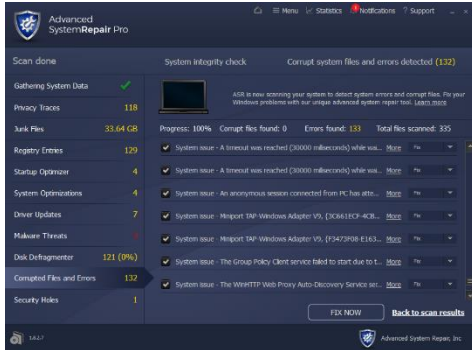 Advanced
SystemRepair Pro
Menu
Statistics
Notifications
? Support
Scan done
System integrity check
Corrupt system files and errors detected (132)
Gathering System Data
ASR is now scanning your system to detect system errors and corrupt files. Fix your
Windows problems with our unique advanced system repair tool. Learn more
Privacy Traces 118
Junk Files 33.64 GB
Progress: 100% Corrupt files found: 0 Errors found: 133 Total files scanned: 335
Registry Entries 129
System issue - A timeout was reached (30000 milliseconds) while wai... More Fix
Startup Optimizer 4
System issue - A timeout was reached (30000 milliseconds) while wai... More Fix
System Optimizations 4
System issue - An anonymous session connected from PC has atte... More Fix
Driver Updates 7
System issue - Miniport TAP-Windows Adapter V9, {3C661ECF-4CB... More Fix
Malware Threats
System issue - Miniport TAP-Windows Adapter V9, {F3473F08-E163... More Fix
Disk Defragmenter 121 (0%)
System issue - The Group Policy Client service failed to start due to t... More Fix
Corrupted Files and Errors 132
System issue - The WinHTTP Web Proxy Auto-Discovery Service ser... More Fix
Security Holes 1
FIX NOW
Back to scan results
1.8.2.7
Advanced System Repair, Inc